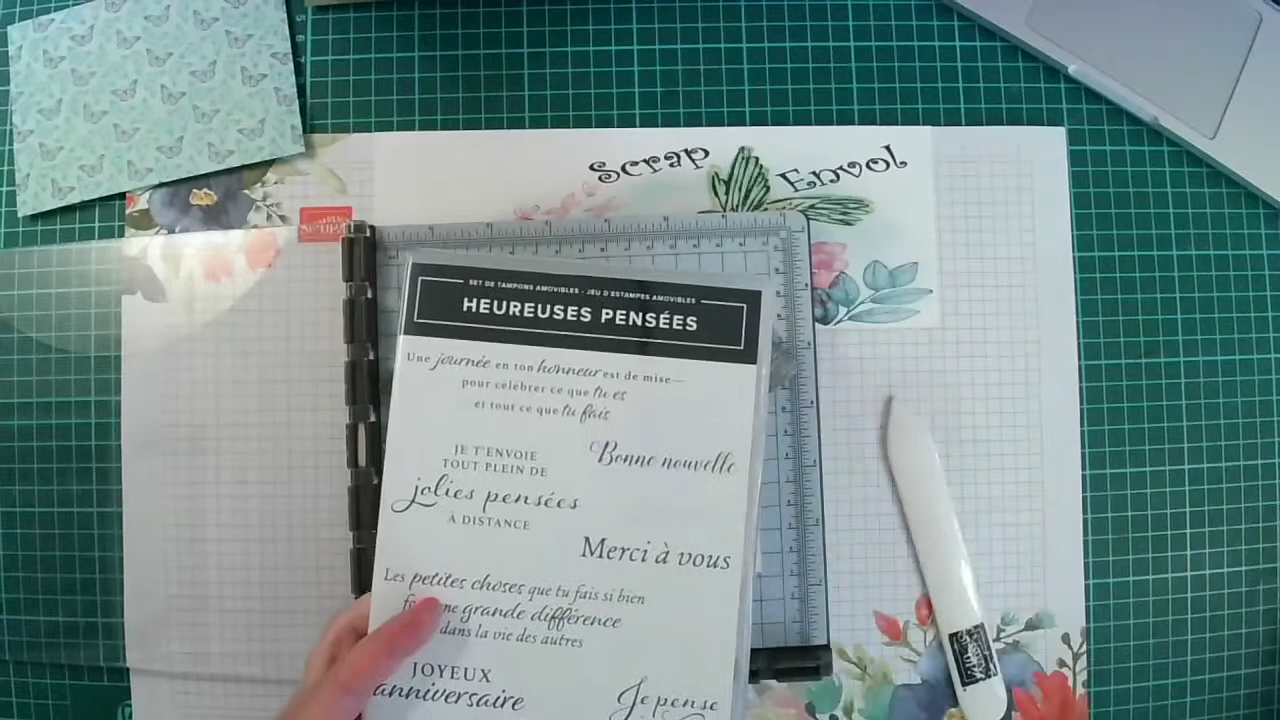 Scrap Envol
SET DE TAMPONS AMOVIBLES • JEU D'ESTAMPES AMOVIBLES
HEUREUSES PENSÉES
Une journée en ton honneur est de mise—
pour célébrer ce que tu es
et tout ce que tu fais
JE T'ENVOIE
TOUT PLEIN DE
jolies pensées
À DISTANCE
Bonne nouvelle
Merci à vous
Les petites choses que tu fais si bien
grande différence
dans la vie des autres
JOYEUX
anniversaire
Je pense